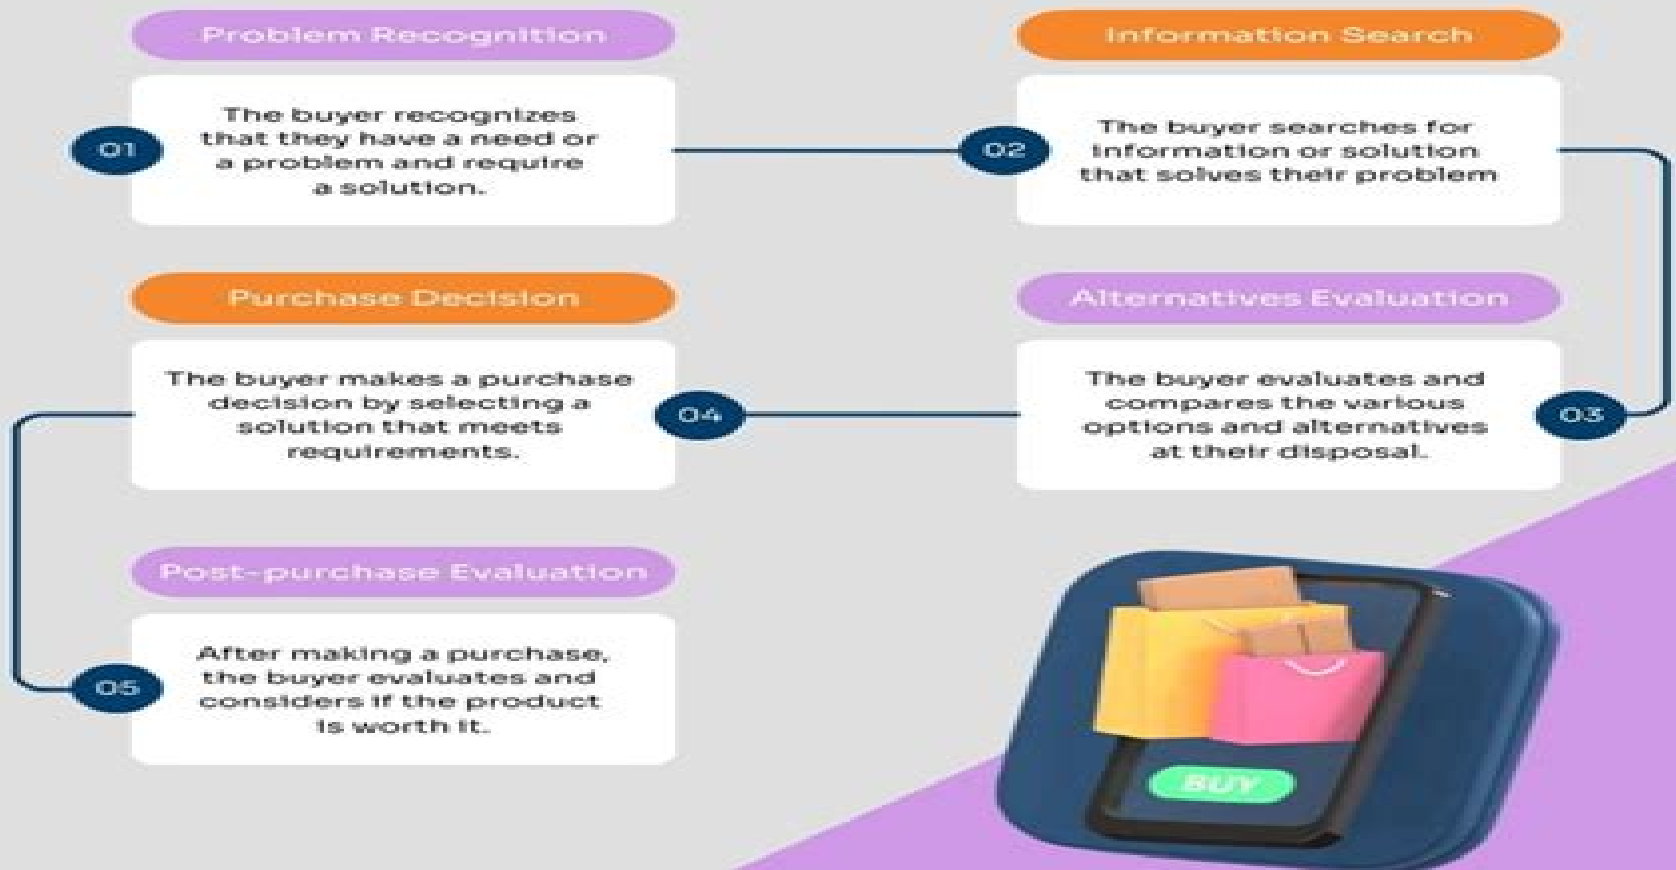 Problem Recognition
01
The buyer recognizes
that they have a need or
a problem and require
a solution.
Information Search
02
The buyer searches for
information or solution
that solves their problem
Alternatives Evaluation
03
The buyer evaluates and
compares the various
options and alternatives
at their disposal.
Purchase Decision
04
The buyer makes a purchase
decision by selecting a
solution that meets
requirements.
Post-purchase Evaluation
05
After making a purchase,
the buyer evaluates and
considers if the product
is worth it.
BUY